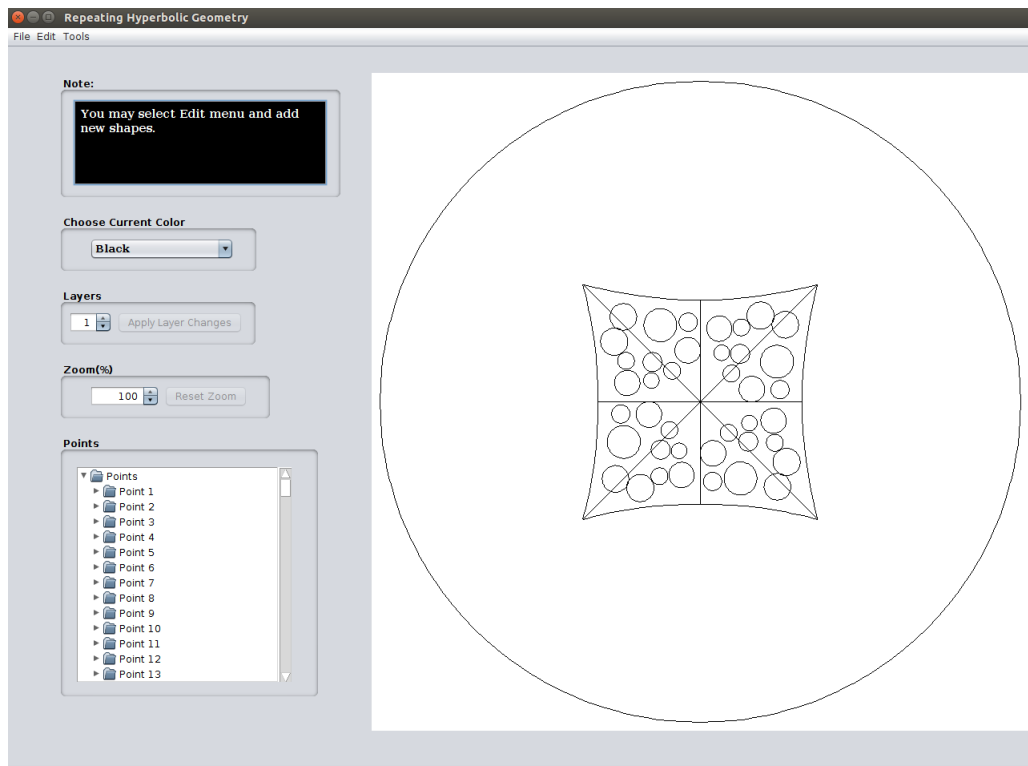 Repeating Hyperbolic Geometry
File Edit Tools
Note:
You may select Edit menu and add
new shapes.
Choose Current Color
Black
Layers
1 Apply Layer Changes
Zoom(%)
100 Reset Zoom
Points
Points
Point 1
Point 2
Point 3
Point 4
Point 5
Point 6
Point 7
Point 8
Point 9
Point 10
Point 11
Point 12
Point 13